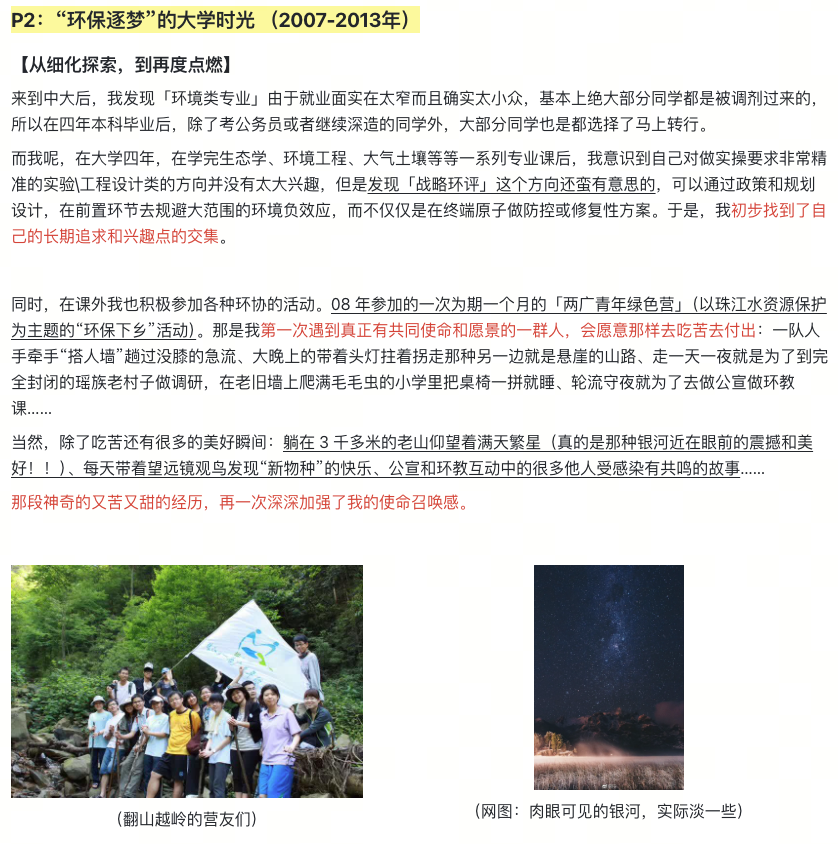 P2：“环保逐梦”的大学时光 （2007-2013年）
【从细化探索，到再度点燃】
来到中大后，我发现「环境类专业」由于就业面实在太窄而且确实太小众，基本上绝大部分同学都是被调剂过来的，
所以在四年本科毕业后，除了考公务员或者继续深造的同学外，大部分同学也是都选择了马上转行。
而我呢，在大学四年，在学完生态学、环境工程、大气土壤等等一系列专业课后，我意识到自己对做实操要求非常精
准的实验\工程设计类的方向并没有太大兴趣，但是发现「战略环评」这个方向还蛮有意思的，可以通过政策和规划
设计，在前置环节去规避大范围的环境负效应，而不仅仅是在终端原子做防控或修复性方案。于是，我初步找到了自
己的长期追求和兴趣点的交集。
同时，在课外我也积极参加各种环协的活动。08 年参加的一次为期一个月的「两广青年绿色营」（以珠江水资源保护
为主题的“环保下乡”活动）。那是我第一次遇到真正有共同使命和愿景的一群人，会愿意那样去吃苦去付出：一队人
手牵手“搭人墙”趟过没膝的急流、大晚上的带着头灯拄着拐走那种另一边就是悬崖的山路、走一天一夜就是为了到完
全封闭的瑶族老村子做调研，在老旧墙上爬满毛毛虫的小学里把桌椅一拼就睡、轮流守夜就为了去做公宣做环教
课……
当然，除了吃苦还有很多的美好瞬间：躺在 3 千多米的老山仰望着满天繁星（真的是那种银河近在眼前的震撼和美
好！！）、每天带着望远镜观鸟发现“新物种”的快乐、公宣和环教互动中的很多他人受感染有共鸣的故事……
那段神奇的又苦又甜的经历，再一次深深加强了我的使命召唤感。
（翻山越岭的营友们）
（网图：肉眼可见的银河，实际淡一些）